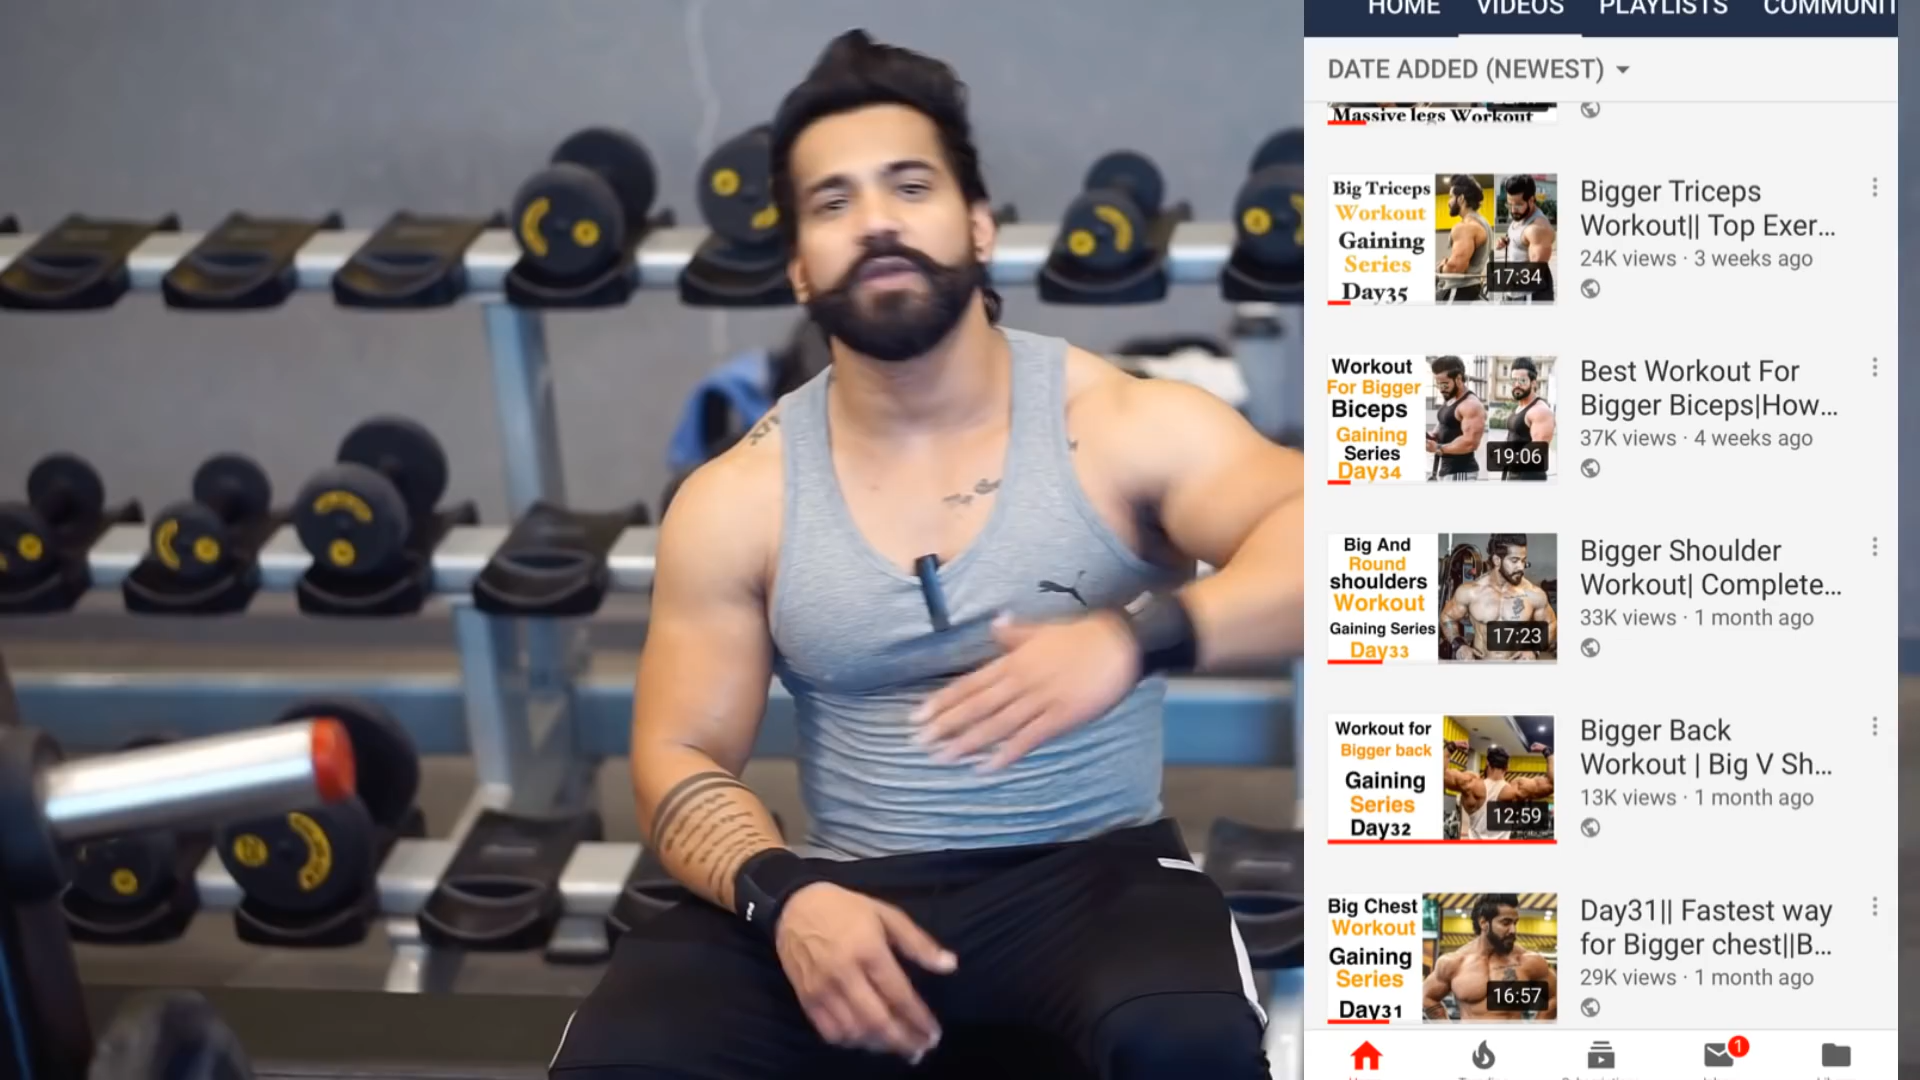 HOME VIDEOS PLAYLISTS COMMUNIT
DATE ADDED (NEWEST)
Massive legs Workout
Big Triceps
Workout
Gaining
Series
Day35
17:34
Bigger Triceps
Workout|| Top Exer...
24K views · 3 weeks ago
Workout
For Bigger
Biceps
Gaining
Series
Day34
19:06
Best Workout For
Bigger Biceps|How...
37K views · 4 weeks ago
Big And
Round
shoulders
Workout
Gaining Series
Day33
17:23
Bigger Shoulder
Workout| Complete...
33K views · 1 month ago
Workout for
Bigger back
Gaining
Series
Day32
12:59
Bigger Back
Workout | Big V Sh...
13K views · 1 month ago
Big Chest
Workout
Gaining
Series
Day31
16:57
Day31|| Fastest way
for Bigger chest||B...
29K views · 1 month ago
1